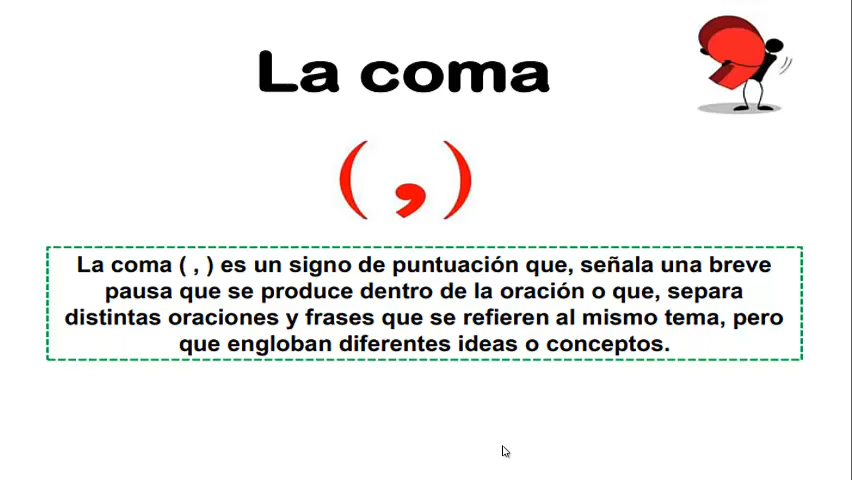 La coma
( , )
La coma ( , ) es un signo de puntuación que, señala una breve
pausa que se produce dentro de la oración o que, separa
distintas oraciones y frases que se refieren al mismo tema, pero
que engloban diferentes ideas o conceptos.